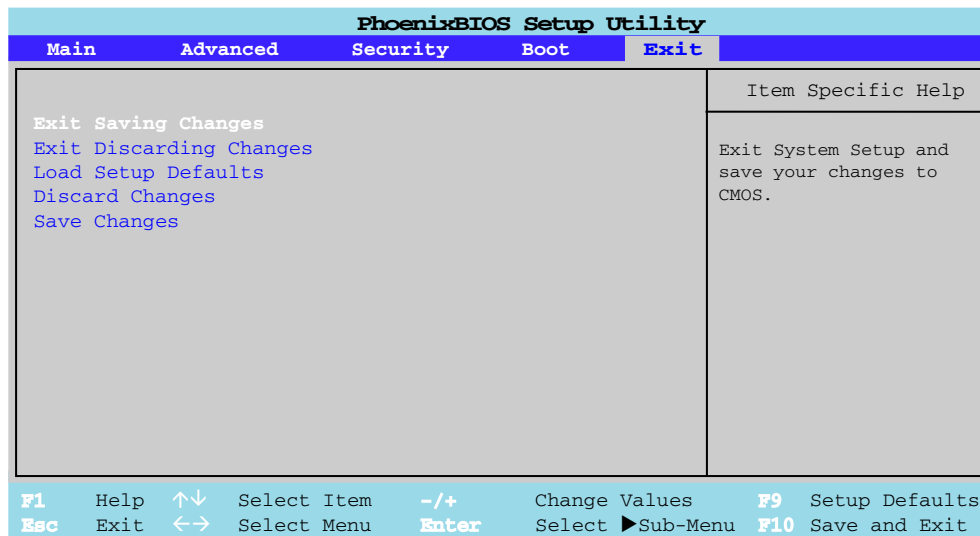 PhoenixBIOS Setup Utility
Main Advanced Security Boot Exit
Item Specific Help
Exit Saving Changes
Exit Discarding Changes
Load Setup Defaults
Discard Changes
Save Changes
Exit System Setup and
save your changes to
CMOS.
F1 Help ↑↓ Select Item -/+ Change Values F9 Setup Defaults
Esc Exit ←→ Select Menu Enter Select ▶Sub-Menu F10 Save and Exit